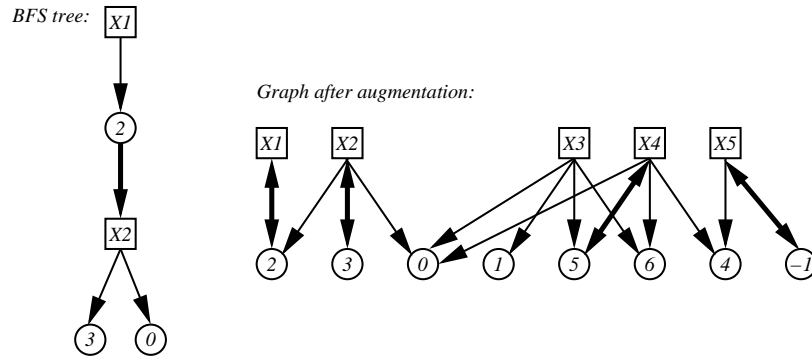 BFS tree:
X1
2
X2
3 0
Graph after augmentation:
X1 X2 X3 X4 X5
2 3 0 1 5 6 4 –1